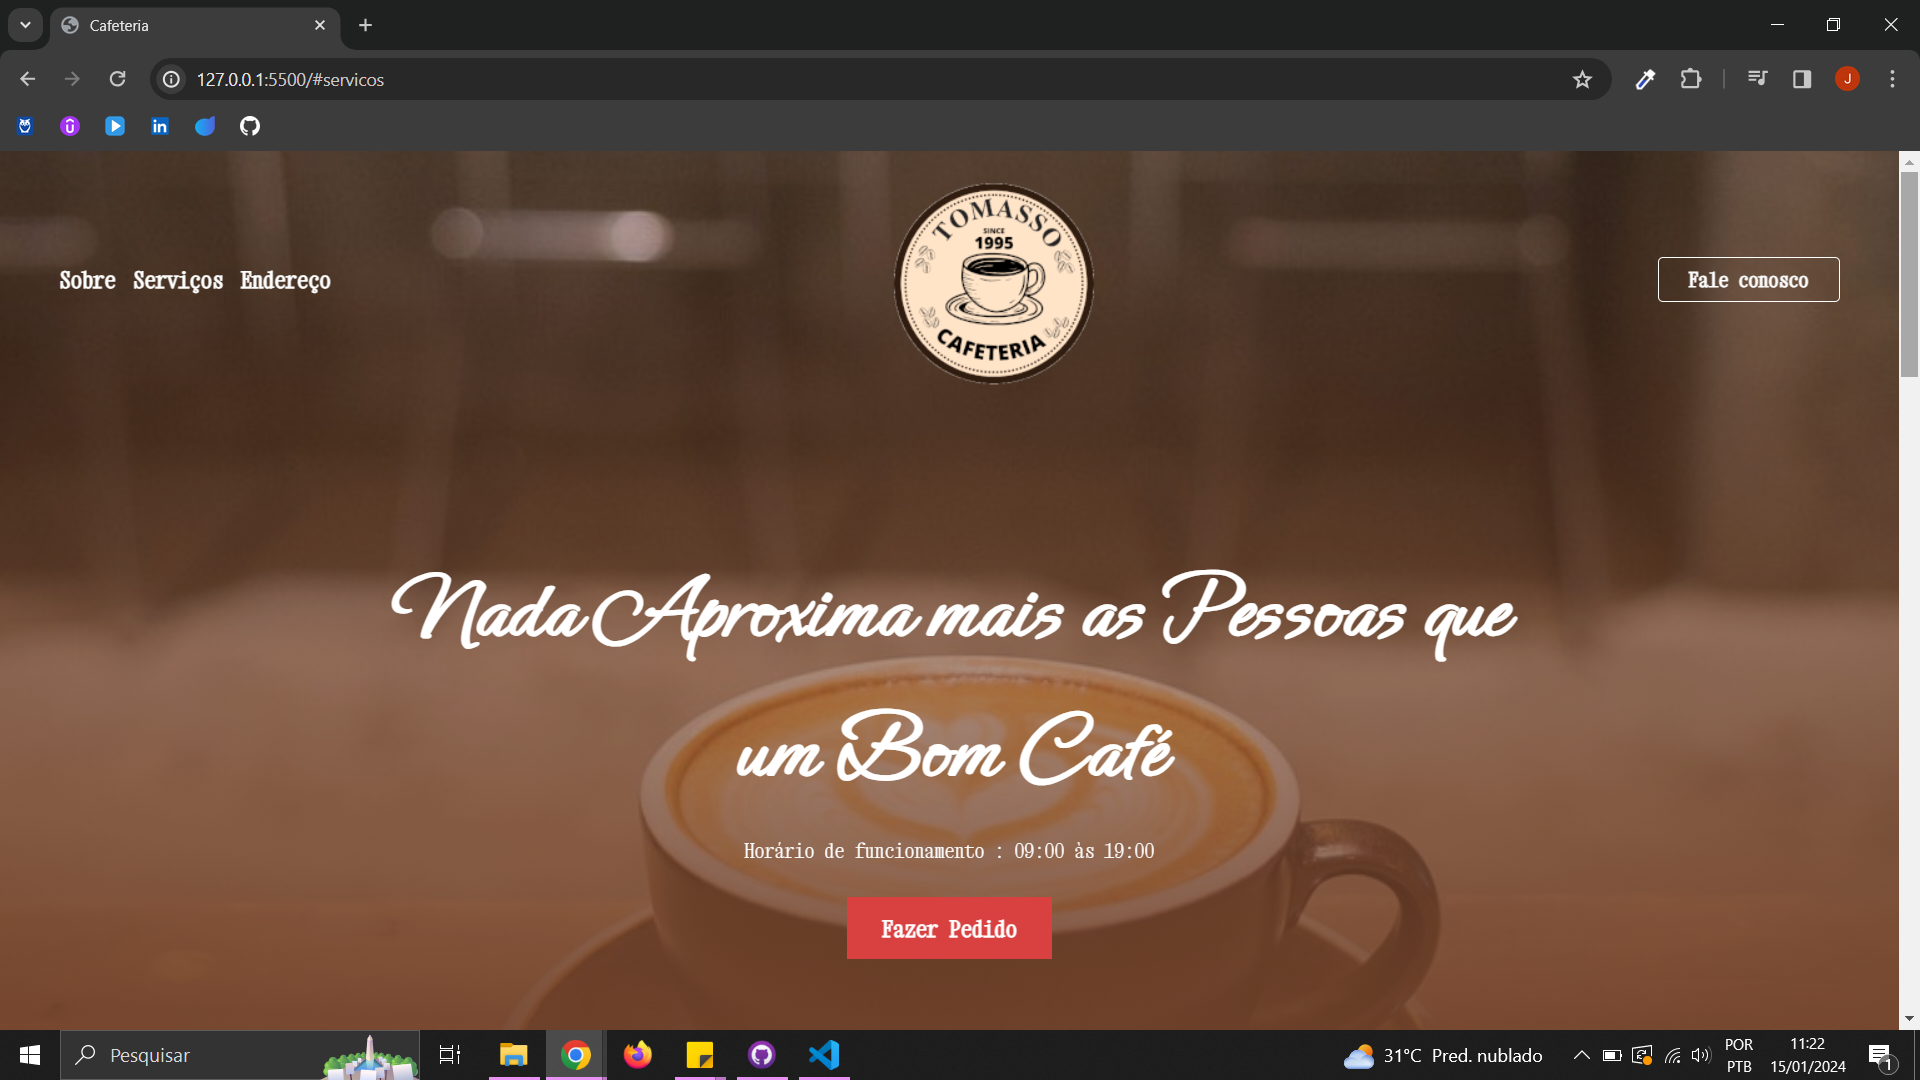 Cafeteria
127.0.0.1:5500/#servicos
J
TOMASSO
SINCE
1995
CAFETERIA
Sobre Serviços Endereço
Fale conosco
Nada Aproxima mais as Pessoas que
um Bom Café
Horário de funcionamento : 09:00 às 19:00
Fazer Pedido
Pesquisar
31°C Pred. nublado
POR
PTB
11:22
15/01/2024
1